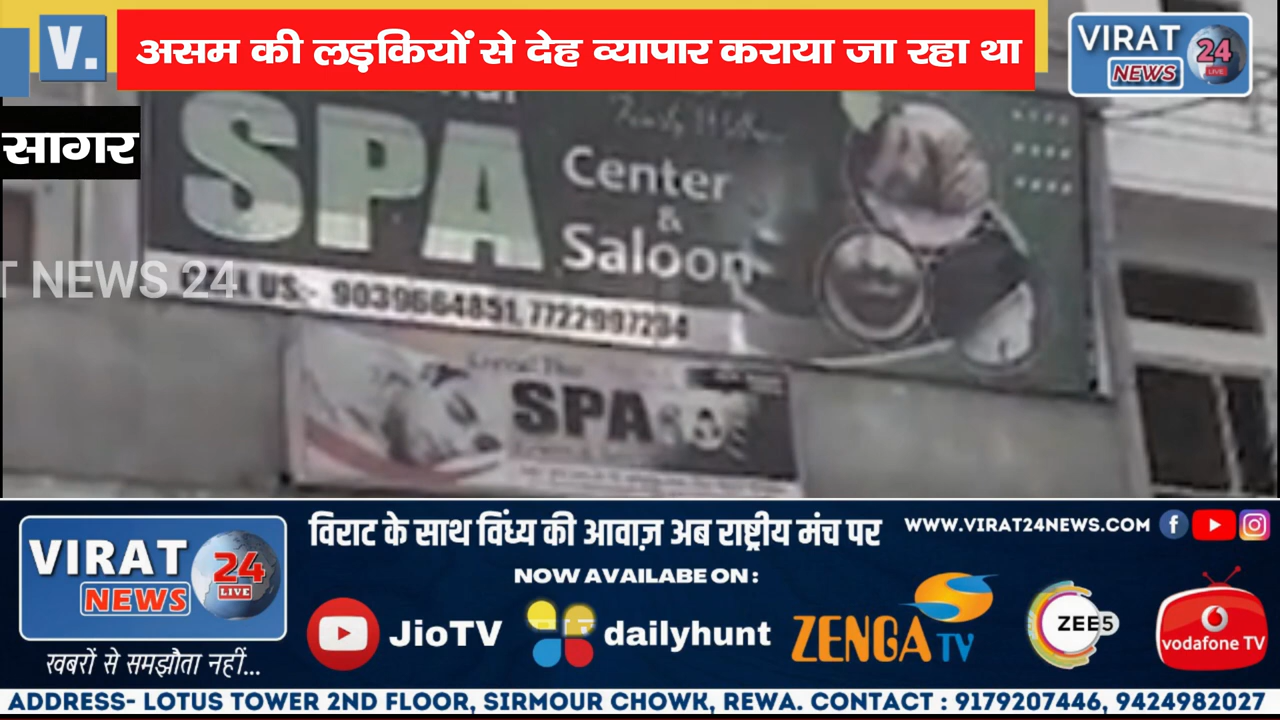 V.
असम की लड़कियों से देह व्यापार कराया जा रहा था
VIRAT
24
LIVE
NEWS
सागर
SPA
Center
&
Saloon
T NEWS 24
CALL US:- 9039664851, 7722997234
SPA
VIRAT
24
LIVE
NEWS
खबरों से समझौता नहीं...
विराट के साथ विंध्य की आवाज़ अब राष्ट्रीय मंच पर
WWW.VIRAT24NEWS.COM
NOW AVAILABE ON :
JioTV
dailyhunt
ZENGA TV
ZEE5
vodafone TV
ADDRESS- LOTUS TOWER 2ND FLOOR, SIRMOUR CHOWK, REWA. CONTACT : 9179207446, 9424982027